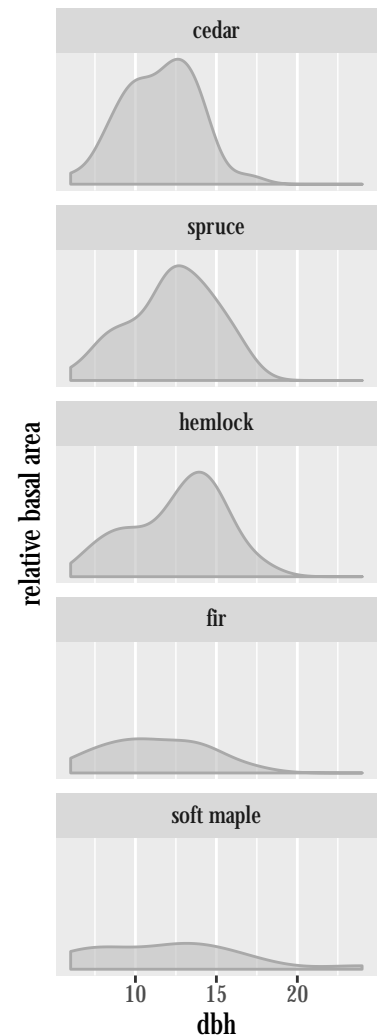 cedar
spruce
hemlock
fir
soft maple
relative basal area
10 15 20
dbh